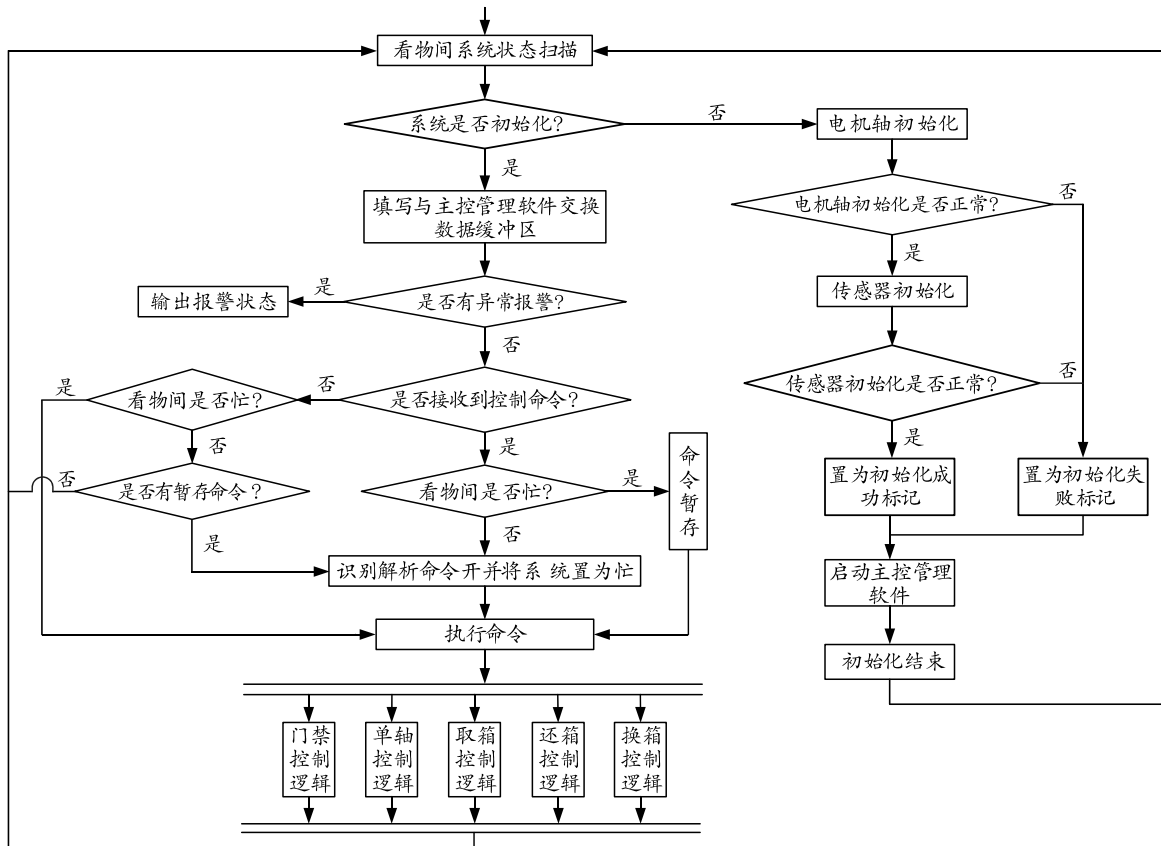 看物间系统状态扫描
系统是否初始化?
否
电机轴初始化
是
填写与主控管理软件交换
数据缓冲区
电机轴初始化是否正常?
否
是
输出报警状态
是
是否有异常报警?
传感器初始化
否
传感器初始化是否正常?
否
是
看物间是否忙?
否
是否接收到控制命令?
是
命
令
暂
存
否
是
否
是否有暂存命令?
看物间是否忙?
是
置为初始化成
功标记
置为初始化失
败标记
是
否
识别解析命令开并将系 统置为忙
启动主控管理
软件
执行命令
初始化结束
门禁
控制
逻辑
单轴
控制
逻辑
取箱
控制
逻辑
还箱
控制
逻辑
换箱
控制
逻辑